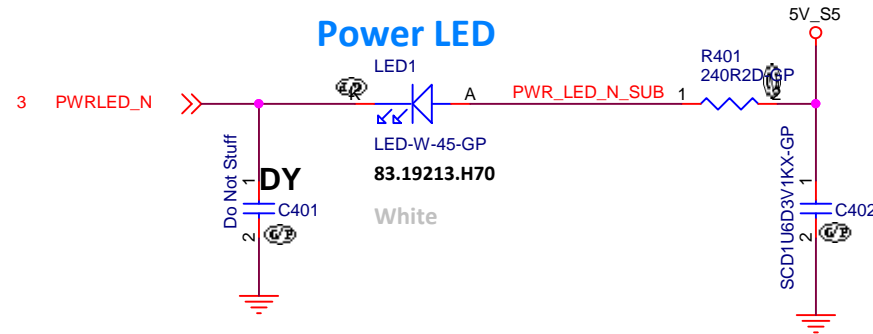 Power LED
5V_S5
LED1
R401
240R2D-GP
3 PWRLED_N
K
A
PWR_LED_N_SUB
1
2
LED-W-45-GP
83.19213.H70
White
Do Not Stuff
DY
1
C401
2
G/P
SCD1U6D3V1KX-GP
1
C402
2
G/P